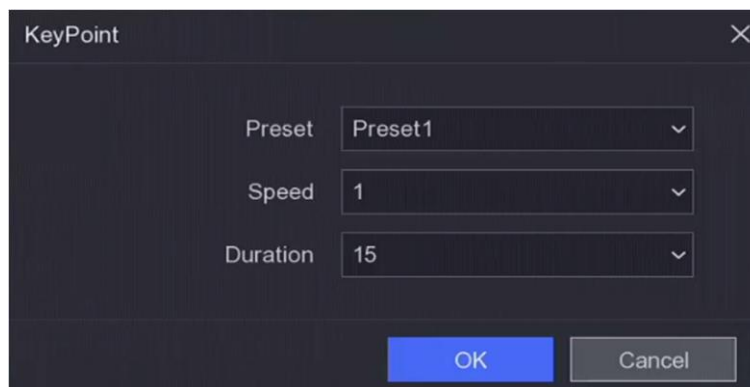 KeyPoint
Preset Preset1
Speed 1
Duration 15
OK Cancel